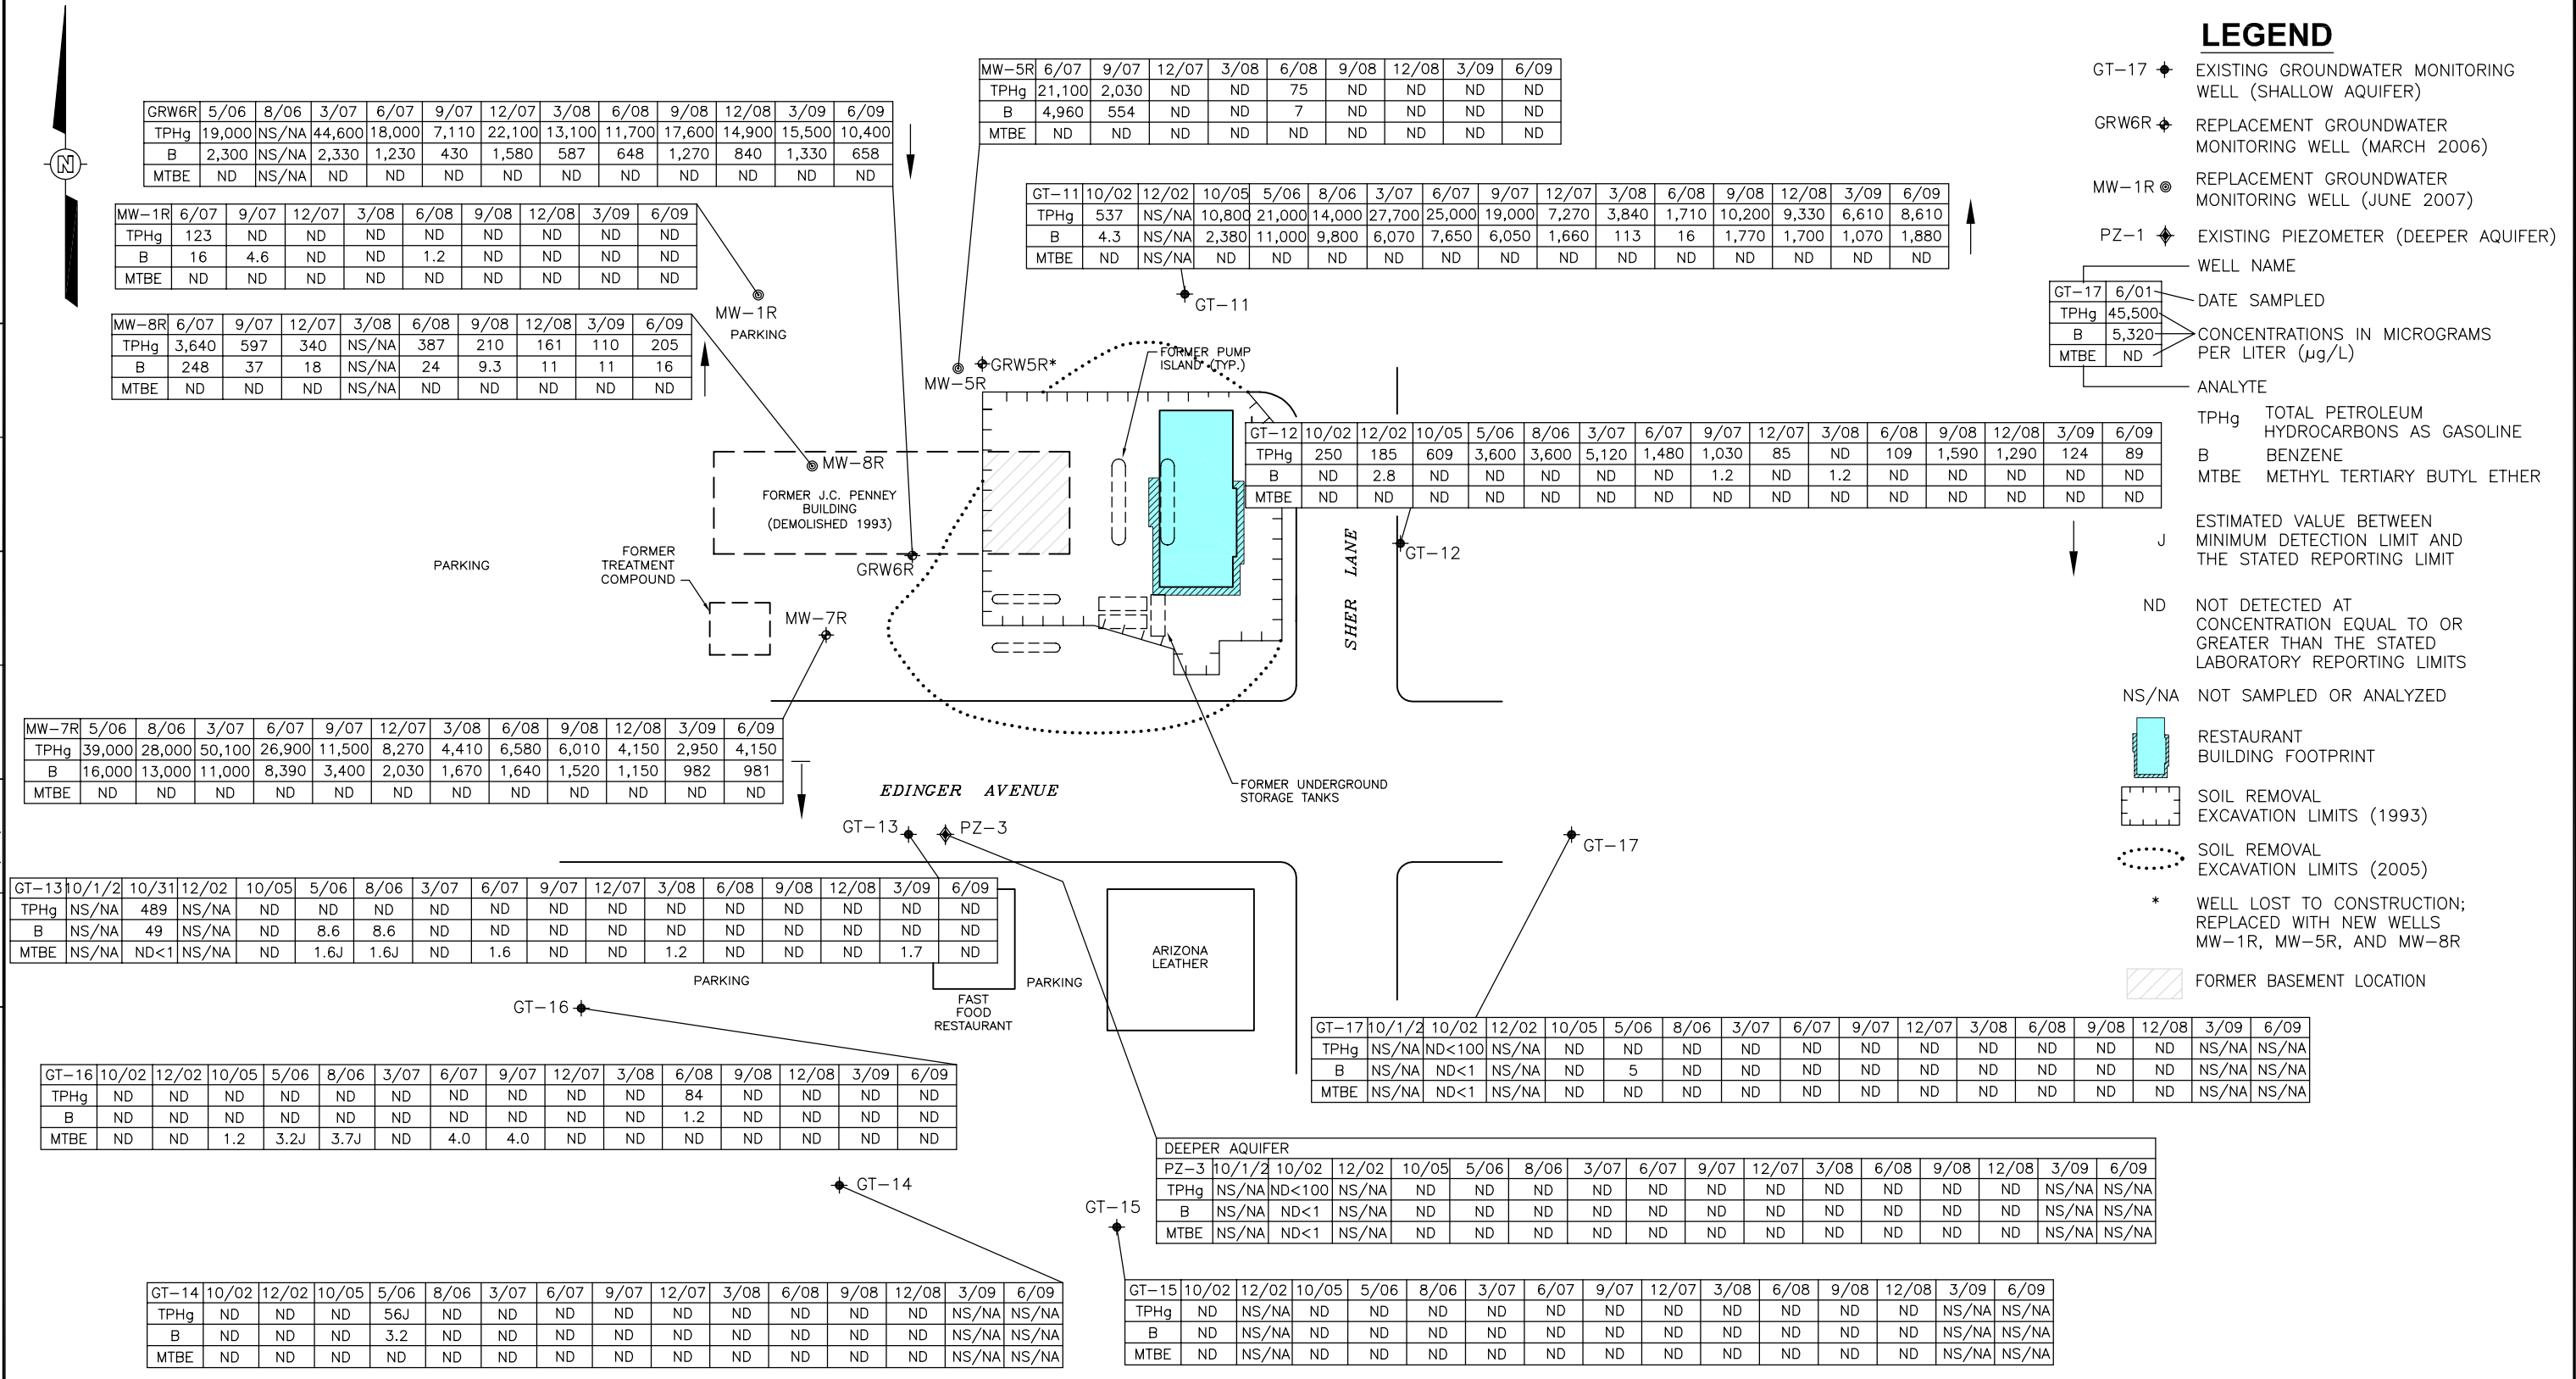 LEGEND
GT-17 EXISTING GROUNDWATER MONITORING
WELL (SHALLOW AQUIFER)
GRW6R REPLACEMENT GROUNDWATER
MONITORING WELL (MARCH 2006)
MW-1R REPLACEMENT GROUNDWATER
MONITORING WELL (JUNE 2007)
PZ-1 EXISTING PIEZOMETER (DEEPER AQUIFER)
WELL NAME
GT-17 6/01
DATE SAMPLED
TPHg 45,500
B 5,320
MTBE ND
CONCENTRATIONS IN MICROGRAMS
PER LITER (µg/L)
ANALYTE
TPHg TOTAL PETROLEUM
HYDROCARBONS AS GASOLINE
B BENZENE
MTBE METHYL TERTIARY BUTYL ETHER
J ESTIMATED VALUE BETWEEN
MINIMUM DETECTION LIMIT AND
THE STATED REPORTING LIMIT
ND NOT DETECTED AT
CONCENTRATION EQUAL TO OR
GREATER THAN THE STATED
LABORATORY REPORTING LIMITS
NS/NA NOT SAMPLED OR ANALYZED
RESTAURANT
BUILDING FOOTPRINT
SOIL REMOVAL
EXCAVATION LIMITS (1993)
SOIL REMOVAL
EXCAVATION LIMITS (2005)
* WELL LOST TO CONSTRUCTION;
REPLACED WITH NEW WELLS
MW-1R, MW-5R, AND MW-8R
FORMER BASEMENT LOCATION
N
MW-5R 6/07 9/07 12/07 3/08 6/08 9/08 12/08 3/09 6/09
TPHg 21,100 2,030 ND ND 75 ND ND ND ND
B 4,960 554 ND ND 7 ND ND ND ND
MTBE ND ND ND ND ND ND ND ND ND
GRW6R 5/06 8/06 3/07 6/07 9/07 12/07 3/08 6/08 9/08 12/08 3/09 6/09
TPHg 19,000 NS/NA 44,600 18,000 7,110 22,100 13,100 11,700 17,600 14,900 15,500 10,400
B 2,300 NS/NA 2,330 1,230 430 1,580 587 648 1,270 840 1,330 658
MTBE ND NS/NA ND ND ND ND ND ND ND ND ND ND
GT-11 10/02 12/02 10/05 5/06 8/06 3/07 6/07 9/07 12/07 3/08 6/08 9/08 12/08 3/09 6/09
TPHg 537 NS/NA 10,800 21,000 14,000 27,700 25,000 19,000 7,270 3,840 1,710 10,200 9,330 6,610 8,610
B 4.3 NS/NA 2,380 11,000 9,800 6,070 7,650 6,050 1,660 113 16 1,770 1,700 1,070 1,880
MTBE ND NS/NA ND ND ND ND ND ND ND ND ND ND ND ND ND
MW-1R 6/07 9/07 12/07 3/08 6/08 9/08 12/08 3/09 6/09
TPHg 123 ND ND ND ND ND ND ND ND
B 16 4.6 ND ND 1.2 ND ND ND ND
MTBE ND ND ND ND ND ND ND ND ND
MW-8R 6/07 9/07 12/07 3/08 6/08 9/08 12/08 3/09 6/09
TPHg 3,640 597 340 NS/NA 387 210 161 110 205
B 248 37 18 NS/NA 24 9.3 11 11 16
MTBE ND ND ND NS/NA ND ND ND ND ND
MW-1R
PARKING
GT-11
GRW5R*
MW-5R
FORMER PUMP
ISLAND (TYP.)
GT-12 10/02 12/02 10/05 5/06 8/06 3/07 6/07 9/07 12/07 3/08 6/08 9/08 12/08 3/09 6/09
TPHg 250 185 609 3,600 3,600 5,120 1,480 1,030 85 ND 109 1,590 1,290 124 89
B ND 2.8 ND ND ND ND ND 1.2 ND 1.2 ND ND ND ND ND
MTBE ND ND ND ND ND ND ND ND ND ND ND ND ND ND ND
MW-8R
FORMER J.C. PENNEY
BUILDING
(DEMOLISHED 1993)
GT-12
SHER LANE
FORMER
TREATMENT
COMPOUND
PARKING
GRW6R
MW-7R
MW-7R 5/06 8/06 3/07 6/07 9/07 12/07 3/08 6/08 9/08 12/08 3/09 6/09
TPHg 39,000 28,000 50,100 26,900 11,500 8,270 4,410 6,580 6,010 4,150 2,950 4,150
B 16,000 13,000 11,000 8,390 3,400 2,030 1,670 1,640 1,520 1,150 982 981
MTBE ND ND ND ND ND ND ND ND ND ND ND ND
EDINGER AVENUE
FORMER UNDERGROUND
STORAGE TANKS
GT-13
PZ-3
GT-17
GT-13 10/1/2 10/31 12/02 10/05 5/06 8/06 3/07 6/07 9/07 12/07 3/08 6/08 9/08 12/08 3/09 6/09
TPHg NS/NA 489 NS/NA ND ND ND ND ND ND ND ND ND ND ND ND ND
B NS/NA 49 NS/NA ND 8.6 8.6 ND ND ND ND ND ND ND ND ND ND
MTBE NS/NA ND<1 NS/NA ND 1.6J 1.6J ND 1.6 ND ND 1.2 ND ND ND 1.7 ND
PARKING
FAST
FOOD
RESTAURANT
PARKING
ARIZONA
LEATHER
GT-16
GT-17 10/1/2 10/02 12/02 10/05 5/06 8/06 3/07 6/07 9/07 12/07 3/08 6/08 9/08 12/08 3/09 6/09
TPHg NS/NA ND<100 NS/NA ND ND ND ND ND ND ND ND ND ND ND NS/NA NS/NA
B NS/NA ND<1 NS/NA ND 5 ND ND ND ND ND ND ND ND ND NS/NA NS/NA
MTBE NS/NA ND<1 NS/NA ND ND ND ND ND ND ND ND ND ND ND NS/NA NS/NA
GT-16 10/02 12/02 10/05 5/06 8/06 3/07 6/07 9/07 12/07 3/08 6/08 9/08 12/08 3/09 6/09
TPHg ND ND ND ND ND ND ND ND ND ND 84 ND ND ND ND
B ND ND ND ND ND ND ND ND ND ND 1.2 ND ND ND ND
MTBE ND ND 1.2 3.2J 3.7J ND 4.0 4.0 ND ND ND ND ND ND ND
DEEPER AQUIFER
PZ-3 10/1/2 10/02 12/02 10/05 5/06 8/06 3/07 6/07 9/07 12/07 3/08 6/08 9/08 12/08 3/09 6/09
TPHg NS/NA ND<100 NS/NA ND ND ND ND ND ND ND ND ND ND ND NS/NA NS/NA
B NS/NA ND<1 NS/NA ND ND ND ND ND ND ND ND ND ND ND NS/NA NS/NA
MTBE NS/NA ND<1 NS/NA ND ND ND ND ND ND ND ND ND ND ND NS/NA NS/NA
GT-14
GT-15
GT-14 10/02 12/02 10/05 5/06 8/06 3/07 6/07 9/07 12/07 3/08 6/08 9/08 12/08 3/09 6/09
TPHg ND ND ND 56J ND ND ND ND ND ND ND ND ND NS/NA NS/NA
B ND ND ND 3.2 ND ND ND ND ND ND ND ND ND NS/NA NS/NA
MTBE ND ND ND ND ND ND ND ND ND ND ND ND ND NS/NA NS/NA
GT-15 10/02 12/02 10/05 5/06 8/06 3/07 6/07 9/07 12/07 3/08 6/08 9/08 12/08 3/09 6/09
TPHg ND NS/NA ND ND ND ND ND ND ND ND ND ND ND NS/NA NS/NA
B ND NS/NA ND ND ND ND ND ND ND ND ND ND ND NS/NA NS/NA
MTBE ND NS/NA ND ND ND ND ND ND ND ND ND ND ND NS/NA NS/NA